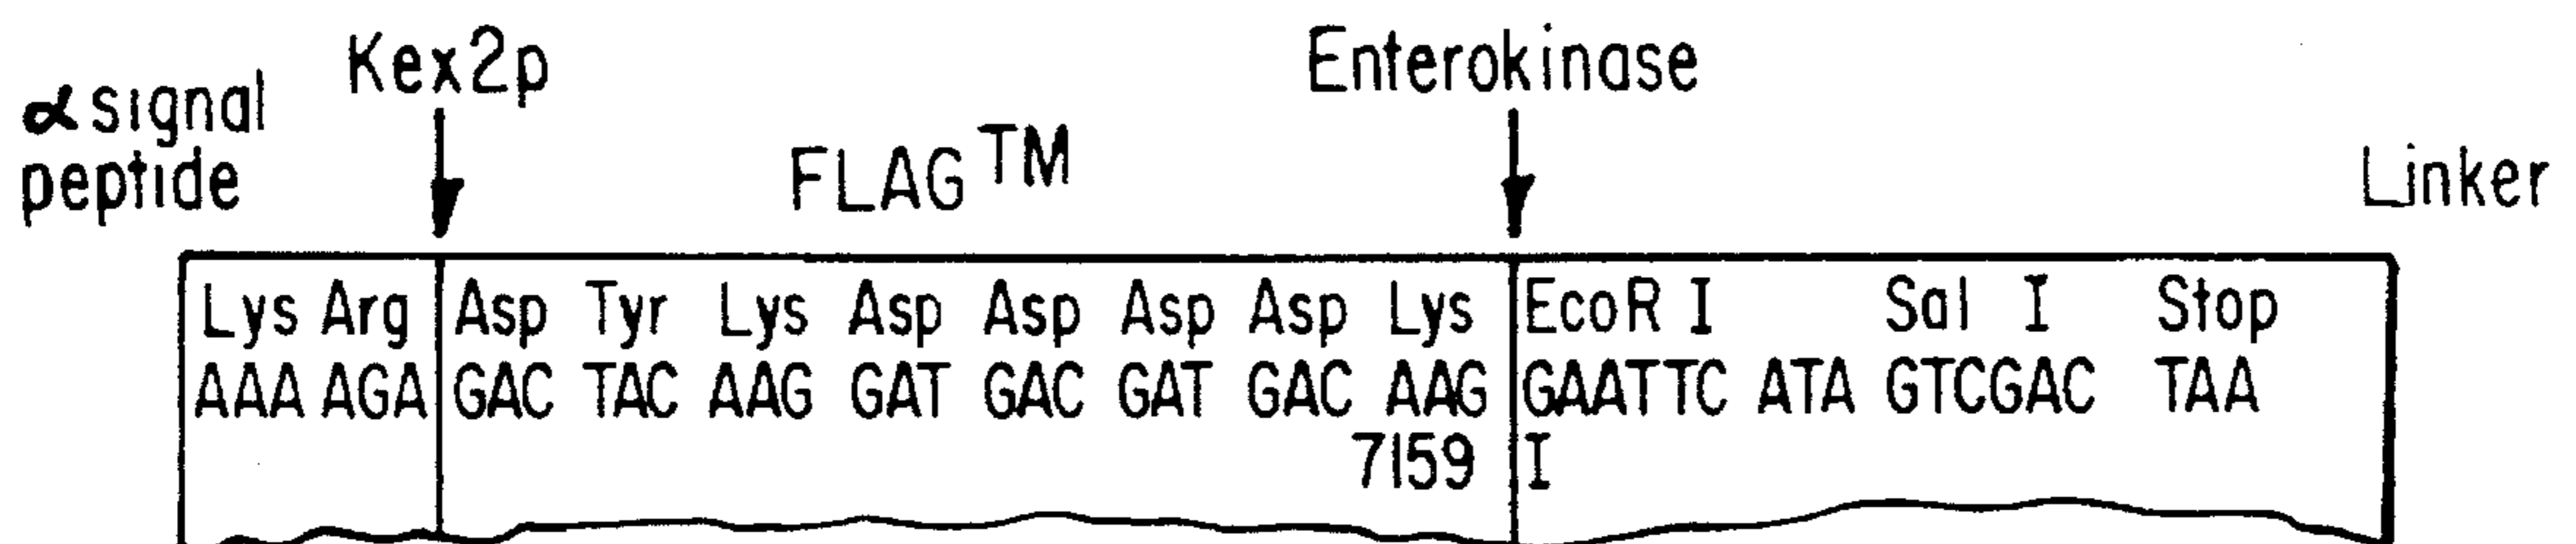 Kex2p Enterokinase
α signal
peptide FLAG™ Linker
Lys Arg Asp Tyr Lys Asp Asp Asp Asp Lys EcoR I Sal I Stop
AAA AGA GAC TAC AAG GAT GAC GAT GAC AAG GAATTC ATA GTCGAC TAA
7159 I